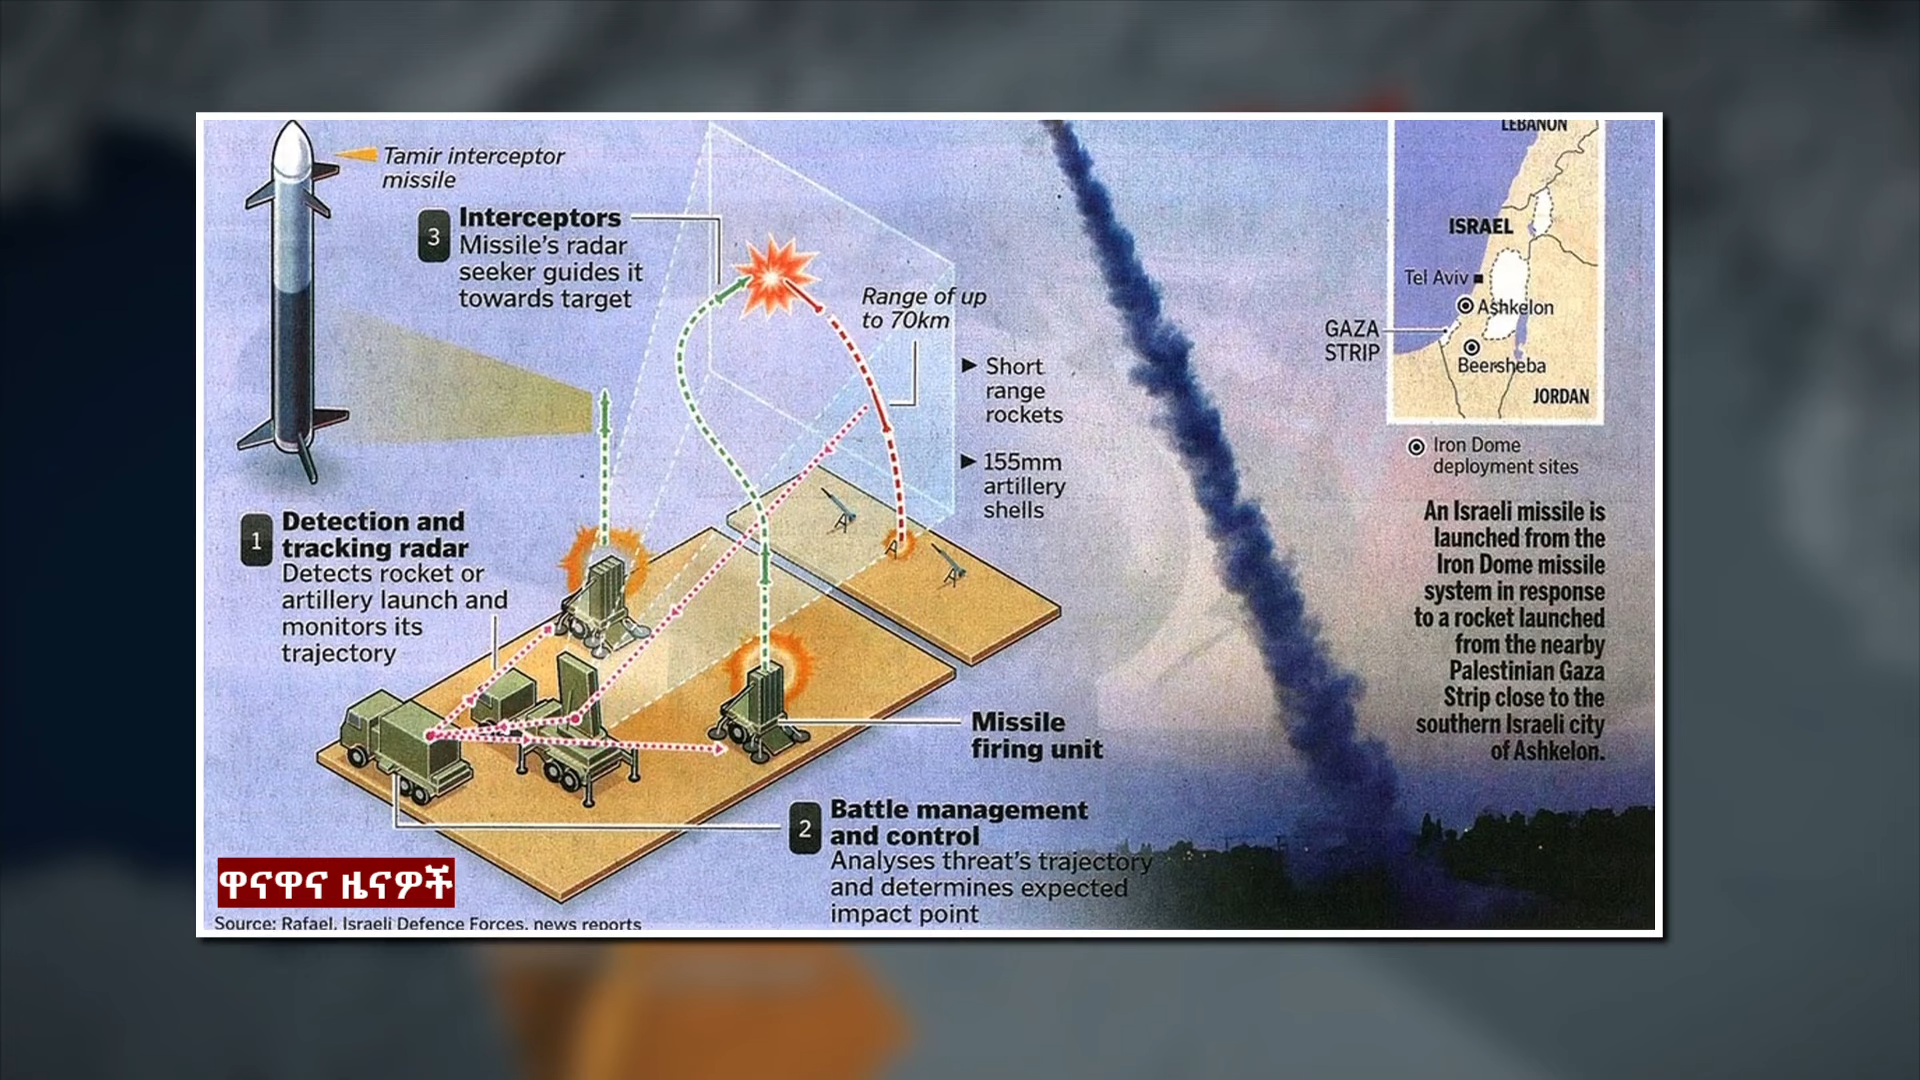 Tamir interceptor
missile
3
Interceptors
Missile's radar
seeker guides it
towards target
Range of up
to 70km
Short
range
rockets
155mm
artillery
shells
1
Detection and
tracking radar
Detects rocket or
artillery launch and
monitors its
trajectory
Missile
firing unit
2
Battle management
and control
Analyses threat's trajectory
and determines expected
impact point
LEBANON
ISRAEL
Tel Aviv
Ashkelon
GAZA
STRIP
Beersheba
JORDAN
Iron Dome
deployment sites
An Israeli missile is
launched from the
Iron Dome missile
system in response
to a rocket launched
from the nearby
Palestinian Gaza
Strip close to the
southern Israeli city
of Ashkelon.
ዋናዋና ዜናዎች
Source: Rafael, Israeli Defence Forces, news reports